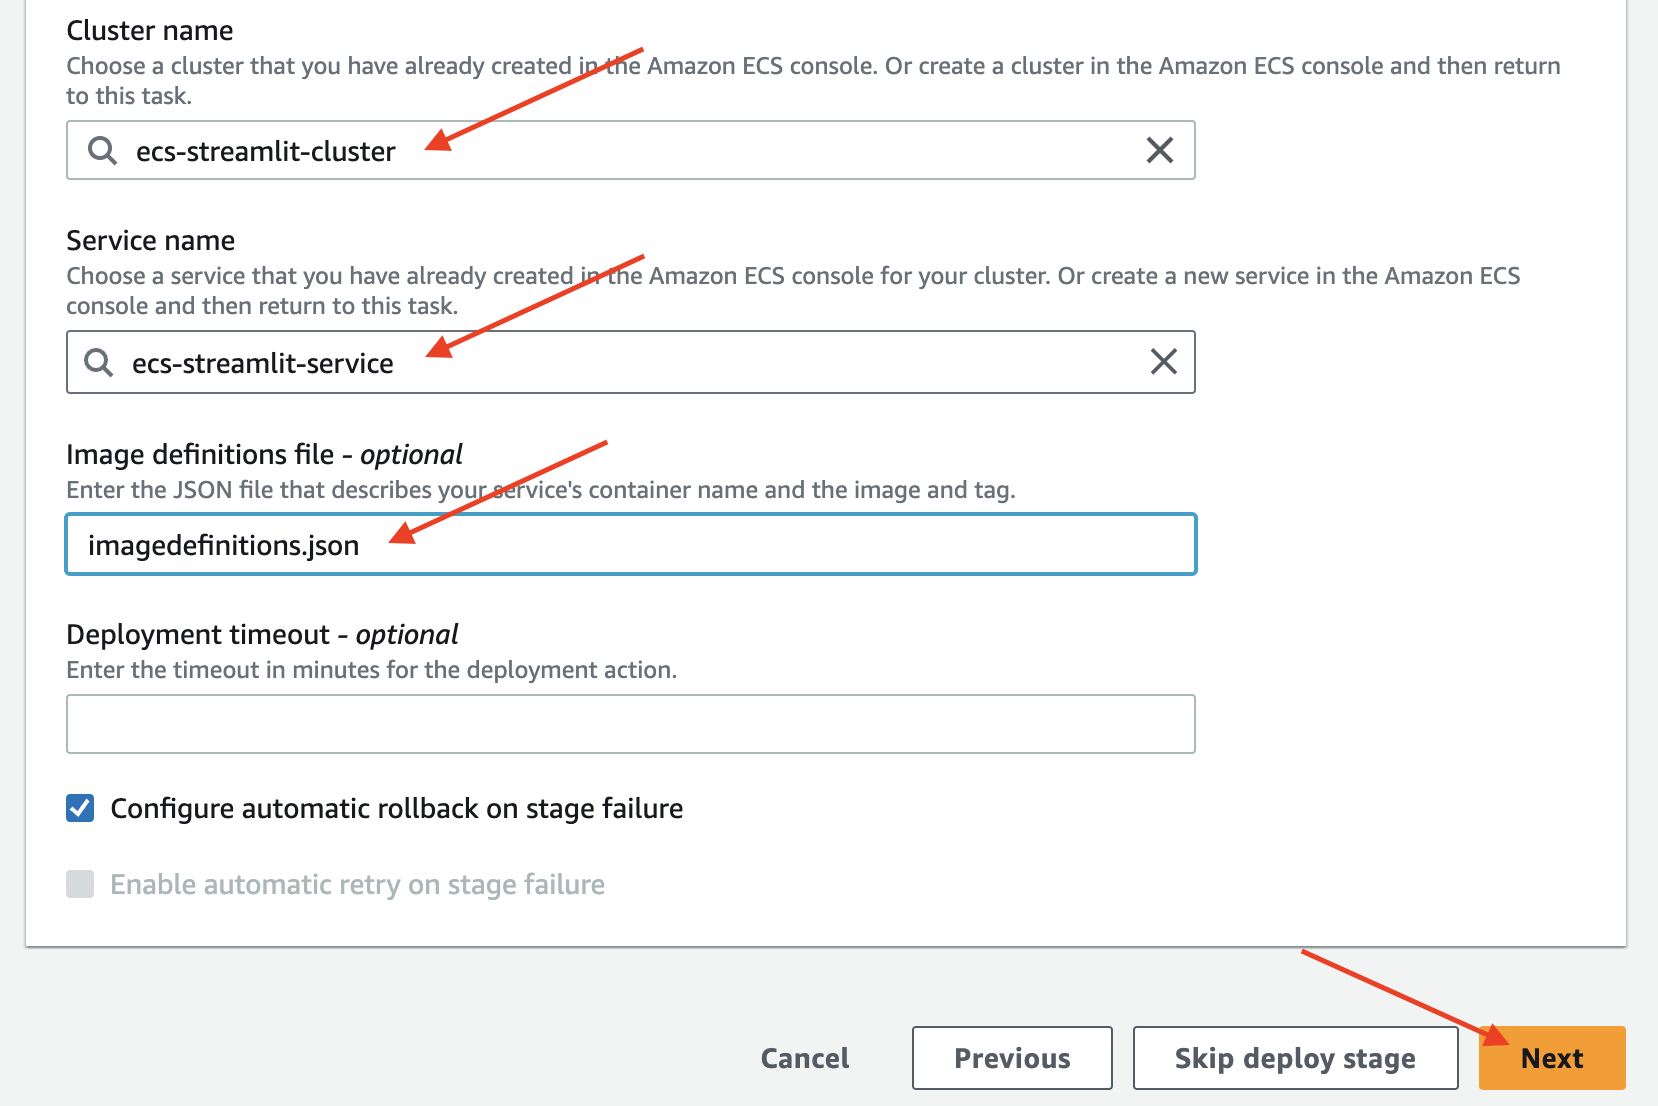 Cluster name
Choose a cluster that you have already created in the Amazon ECS console. Or create a cluster in the Amazon ECS console and then return
to this task.
ecs-streamlit-cluster
Service name
Choose a service that you have already created in the Amazon ECS console for your cluster. Or create a new service in the Amazon ECS
console and then return to this task.
ecs-streamlit-service
Image definitions file - optional
Enter the JSON file that describes your service's container name and the image and tag.
imagedefinitions.json
Deployment timeout - optional
Enter the timeout in minutes for the deployment action.
Configure automatic rollback on stage failure
Enable automatic retry on stage failure
Cancel Previous Skip deploy stage Next